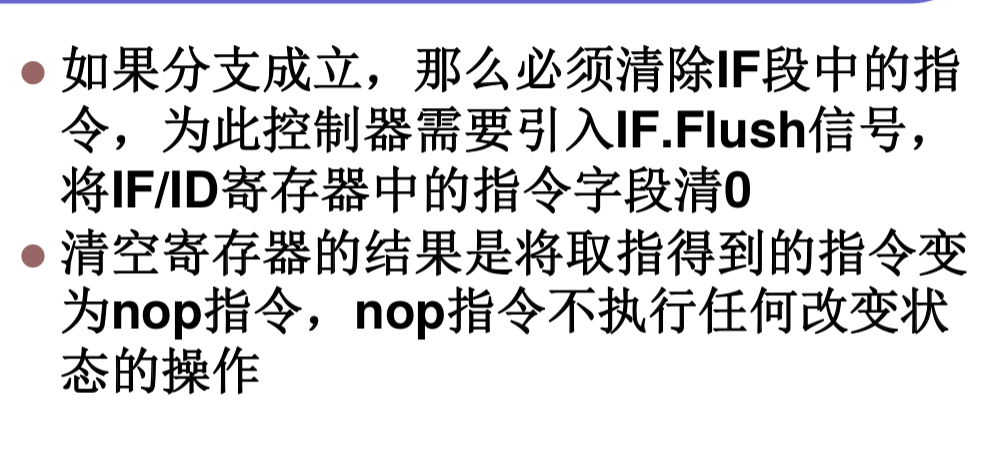 如果分支成立，那么必须清除IF段中的指
令，为此控制器需要引入IF.Flush信号，
将IF/ID寄存器中的指令字段清0
清空寄存器的结果是将取指得到的指令变
为nop指令，nop指令不执行任何改变状
态的操作